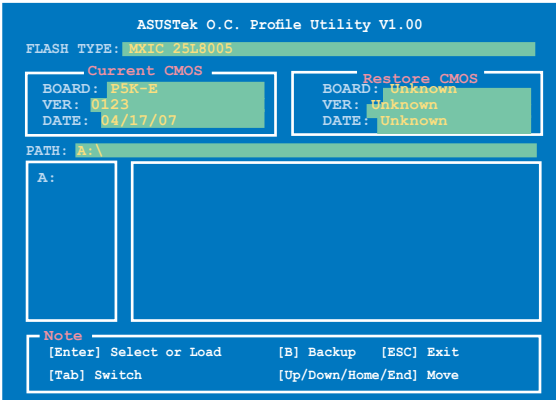 ASUSTek O.C. Profile Utility V1.00
FLASH TYPE: MXIC 25L8005
Current CMOS
BOARD: P5K-E
VER: 0123
DATE: 04/17/07
Restore CMOS
BOARD: Unknown
VER: Unknown
DATE: Unknown
PATH: A:\
A:
Note
[Enter] Select or Load [B] Backup [ESC] Exit
[Tab] Switch [Up/Down/Home/End] Move